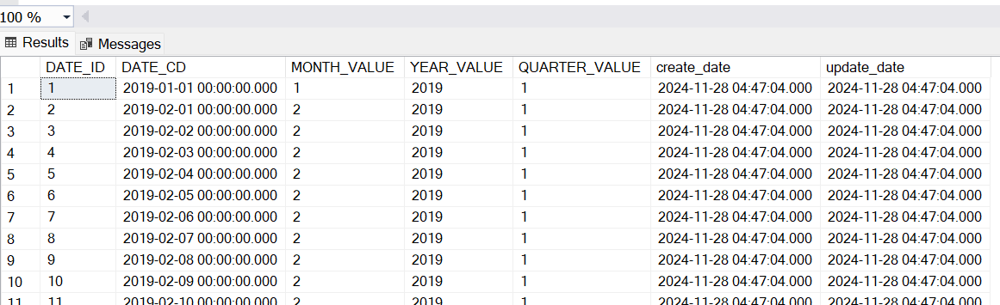 100 %
Results Messages
DATE_ID DATE_CD MONTH_VALUE YEAR_VALUE QUARTER_VALUE create_date update_date
1 1 2019-01-01 00:00:00.000 1 2019 1 2024-11-28 04:47:04.000 2024-11-28 04:47:04.000
2 2 2019-02-01 00:00:00.000 2 2019 1 2024-11-28 04:47:04.000 2024-11-28 04:47:04.000
3 3 2019-02-02 00:00:00.000 2 2019 1 2024-11-28 04:47:04.000 2024-11-28 04:47:04.000
4 4 2019-02-03 00:00:00.000 2 2019 1 2024-11-28 04:47:04.000 2024-11-28 04:47:04.000
5 5 2019-02-04 00:00:00.000 2 2019 1 2024-11-28 04:47:04.000 2024-11-28 04:47:04.000
6 6 2019-02-05 00:00:00.000 2 2019 1 2024-11-28 04:47:04.000 2024-11-28 04:47:04.000
7 7 2019-02-06 00:00:00.000 2 2019 1 2024-11-28 04:47:04.000 2024-11-28 04:47:04.000
8 8 2019-02-07 00:00:00.000 2 2019 1 2024-11-28 04:47:04.000 2024-11-28 04:47:04.000
9 9 2019-02-08 00:00:00.000 2 2019 1 2024-11-28 04:47:04.000 2024-11-28 04:47:04.000
10 10 2019-02-09 00:00:00.000 2 2019 1 2024-11-28 04:47:04.000 2024-11-28 04:47:04.000
11 11 2019-02-10 00:00:00.000 2 2019 1 2024-11-28 04:47:04.000 2024-11-28 04:47:04.000